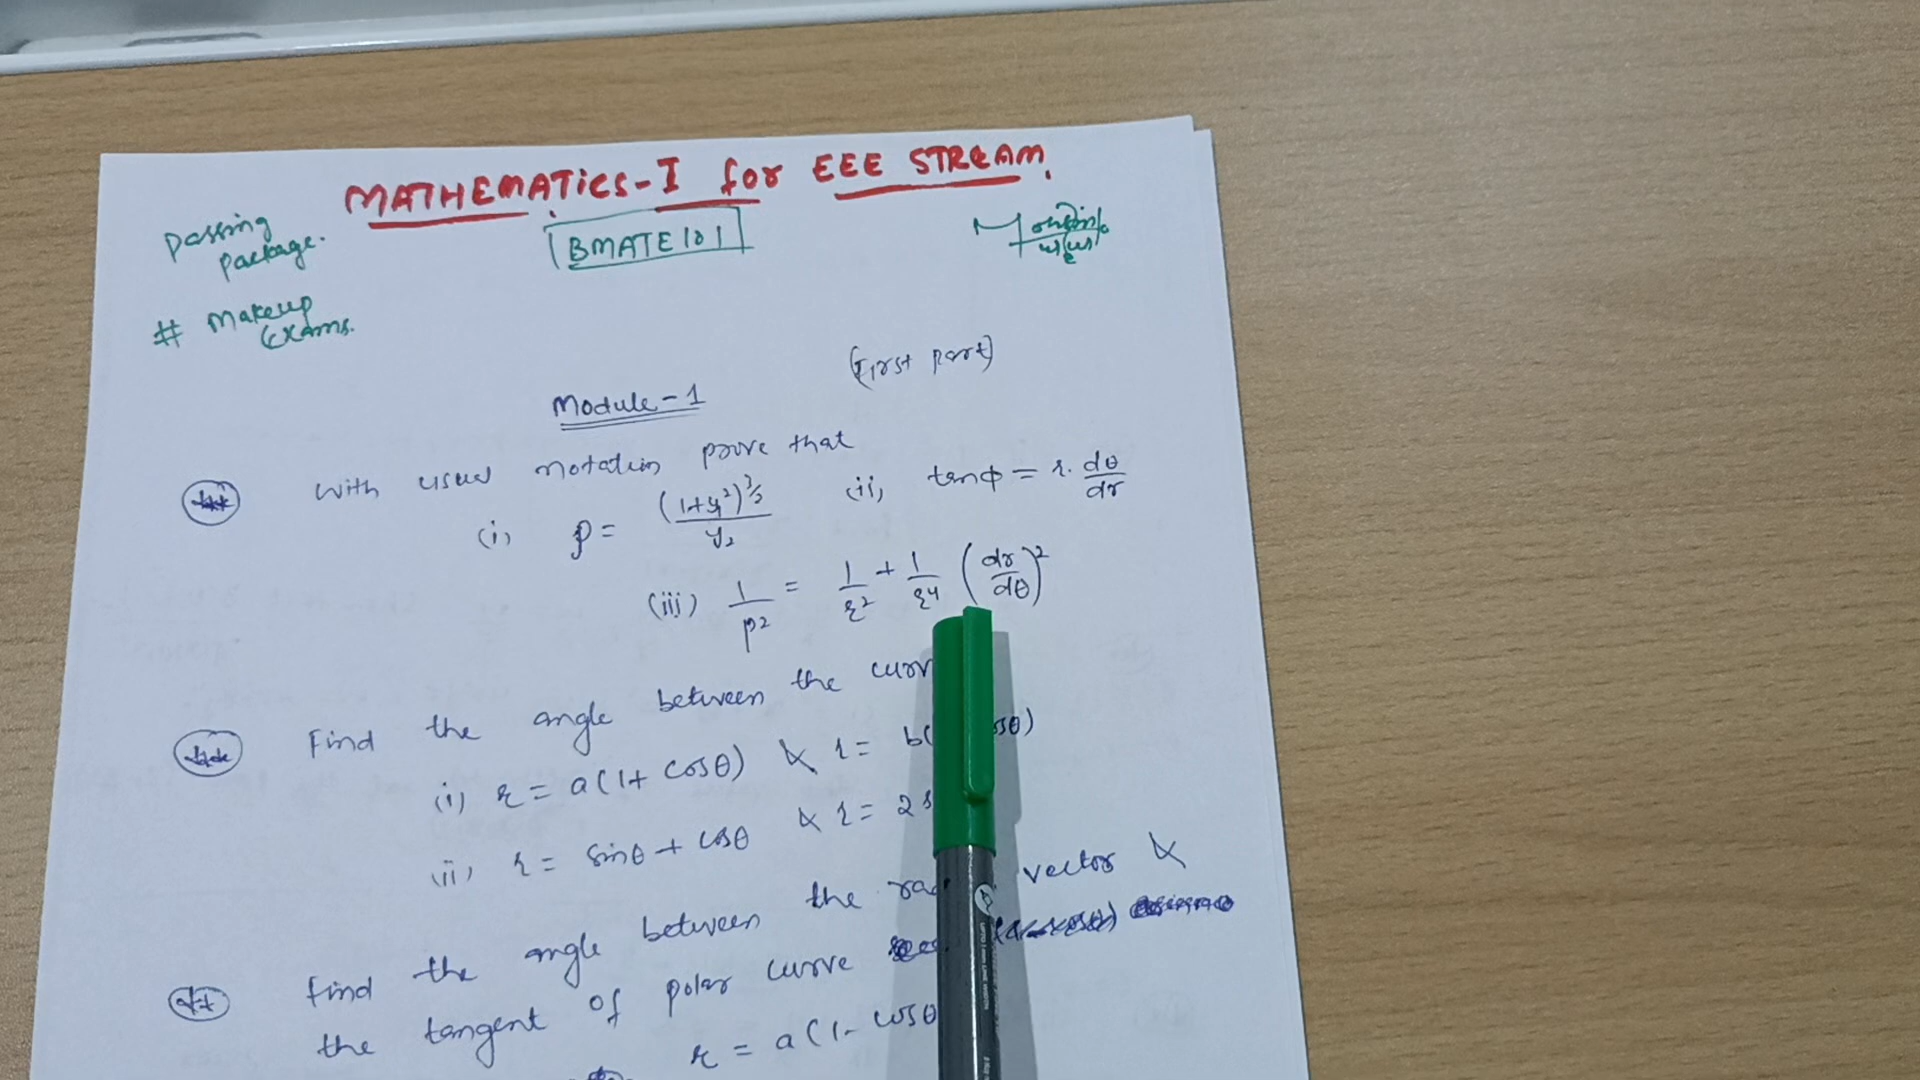 MATHEMATICS-I for EEE STREAM.
Passing package.
BMATE101
# Makeup Exams.
(First part)
Module-1
With usual notation prove that
(i) ρ = (1+y₁²)^3/2 / y₂ (ii) tanϕ = r. dθ/dr
(iii) 1/p² = 1/r² + 1/r⁴ (dr/dθ)²
Find the angle between the
(i) r = a(1+ cosθ) & r = b(
(ii) r = sinθ + cosθ & r = 2
Find the angle between the vector &
the tangent of polar curve
r = a(1- cosθ